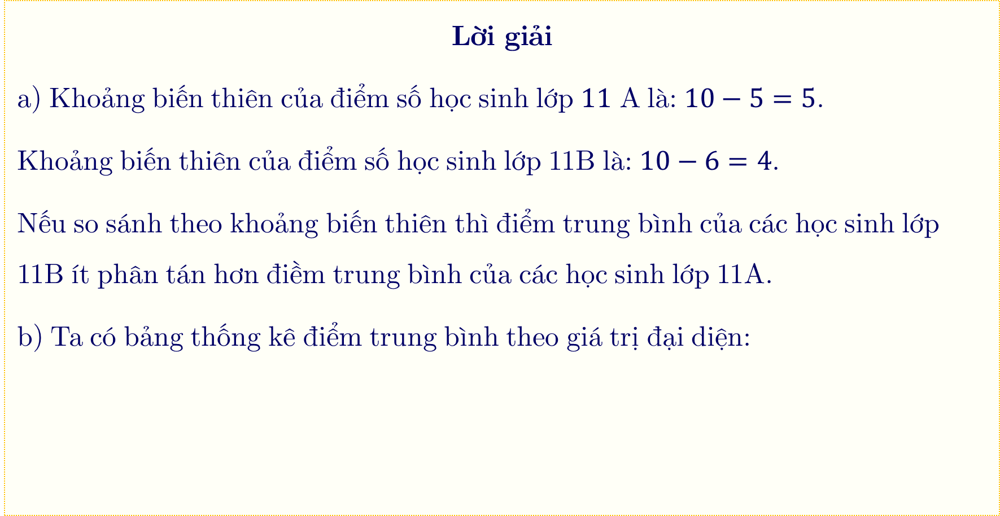 Lời giải
a) Khoảng biến thiên của điểm số học sinh lớp 11 A là: 10 − 5 = 5.
Khoảng biến thiên của điểm số học sinh lớp 11B là: 10 − 6 = 4.
Nếu so sánh theo khoảng biến thiên thì điểm trung bình của các học sinh lớp
11B ít phân tán hơn điềm trung bình của các học sinh lớp 11A.
b) Ta có bảng thống kê điểm trung bình theo giá trị đại diện: